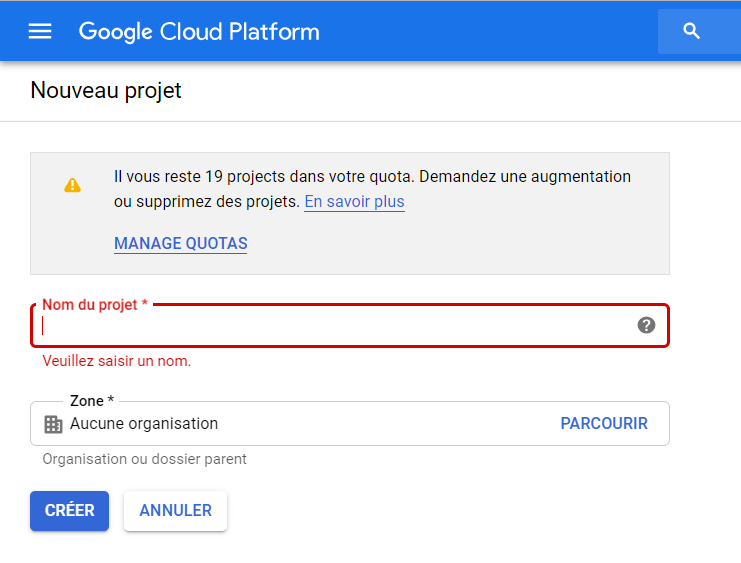 Google Cloud Platform
Nouveau projet
Il vous reste 19 projects dans votre quota. Demandez une augmentation
ou supprimez des projets. En savoir plus
MANAGE QUOTAS
Nom du projet *
Veuillez saisir un nom.
Zone *
Aucune organisation PARCOURIR
Organisation ou dossier parent
CRÉER ANNULER